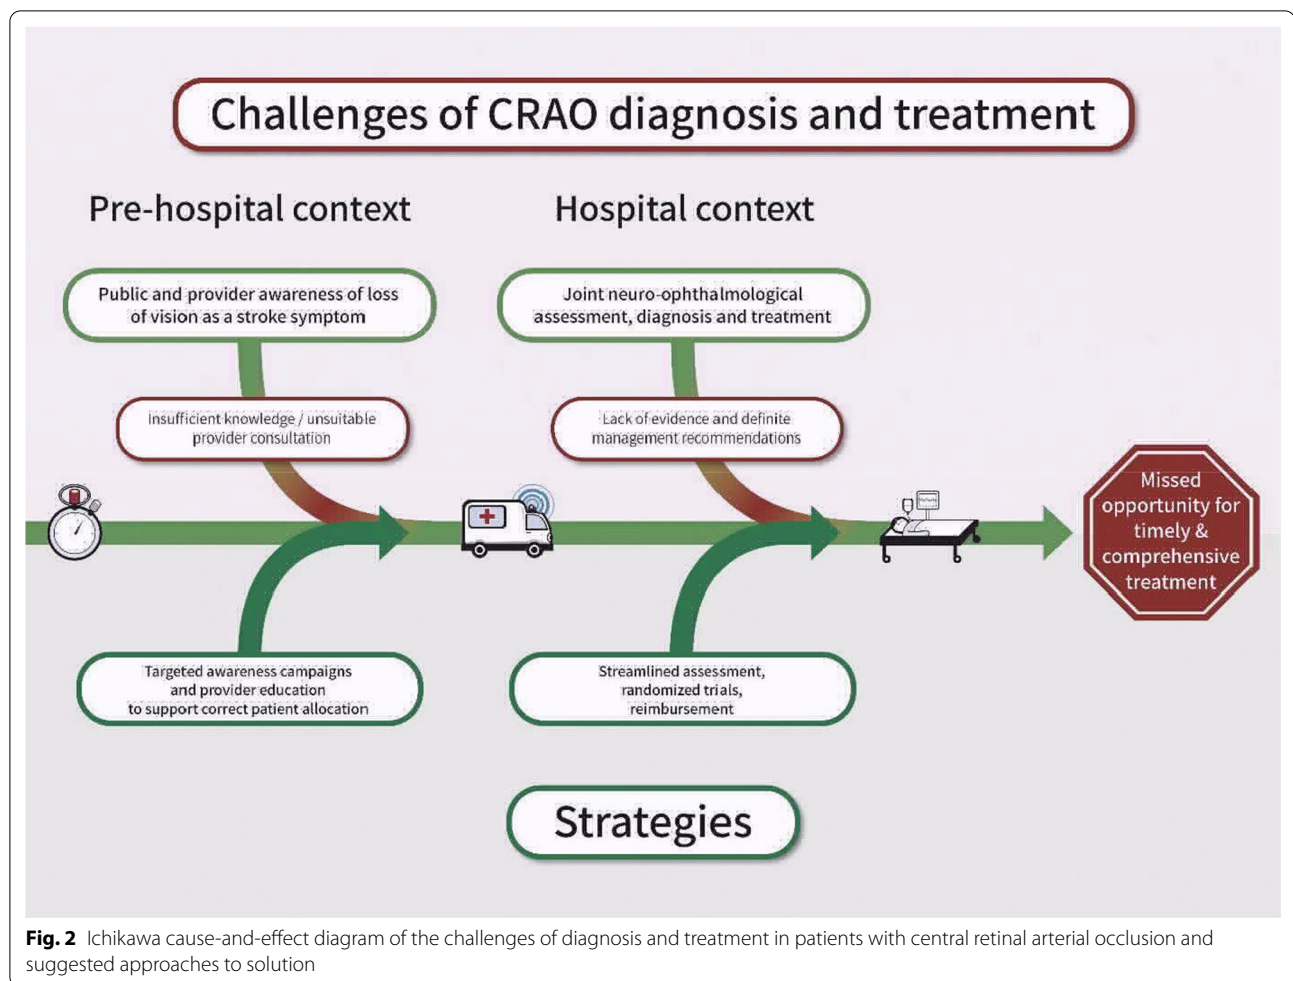 Challenges of CRAO diagnosis and treatment
Pre-hospital context
Hospital context
Public and provider awareness of loss
of vision as a stroke symptom
Joint neuro-ophthalmological
assessment, diagnosis and treatment
Insufficient knowledge / unsuitable
provider consultation
Lack of evidence and definite
management recommendations
Missed
opportunity for
timely &
comprehensive
treatment
Targeted awareness campaigns
and provider education
to support correct patient allocation
Streamlined assessment,
randomized trials,
reimbursement
Strategies
Fig. 2 Ichikawa cause-and-effect diagram of the challenges of diagnosis and treatment in patients with central retinal arterial occlusion and
suggested approaches to solution